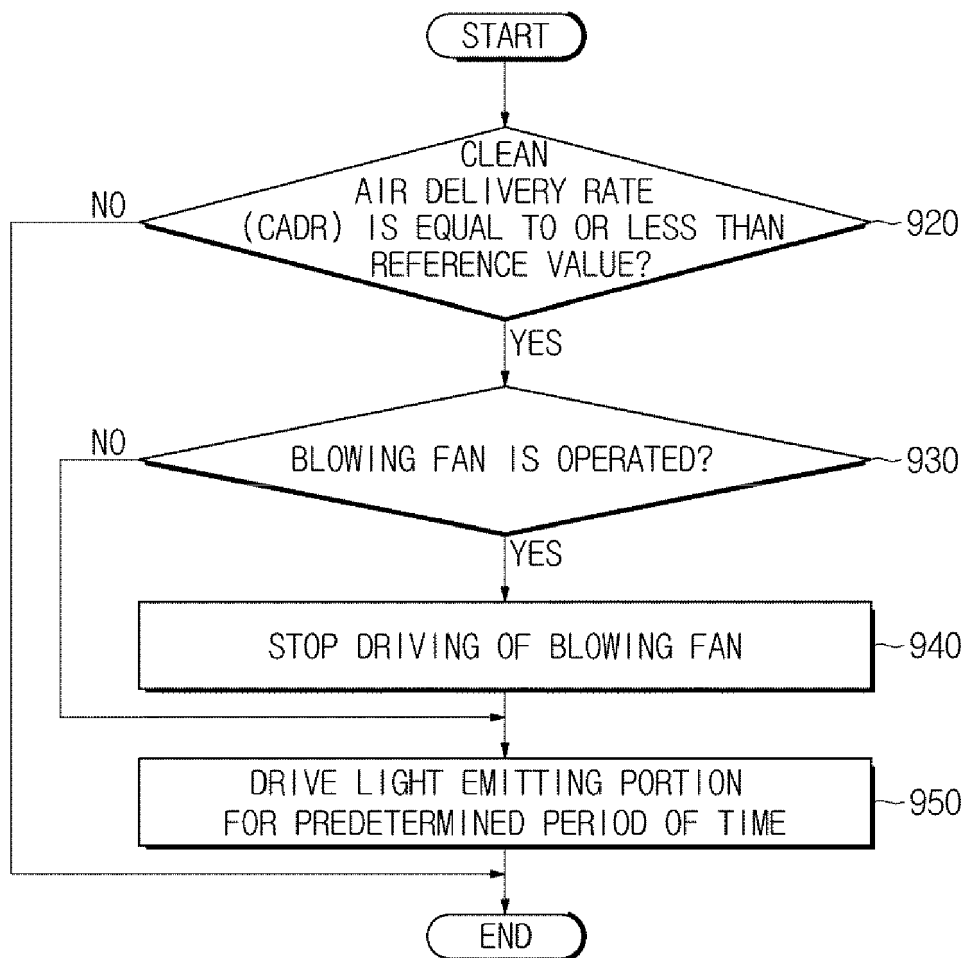 START
CLEAN
AIR DELIVERY RATE
(CADR) IS EQUAL TO OR LESS THAN
REFERENCE VALUE?
NO
920
YES
BLOWING FAN IS OPERATED?
NO
930
YES
STOP DRIVING OF BLOWING FAN
940
DRIVE LIGHT EMITTING PORTION
FOR PREDETERMINED PERIOD OF TIME
950
END